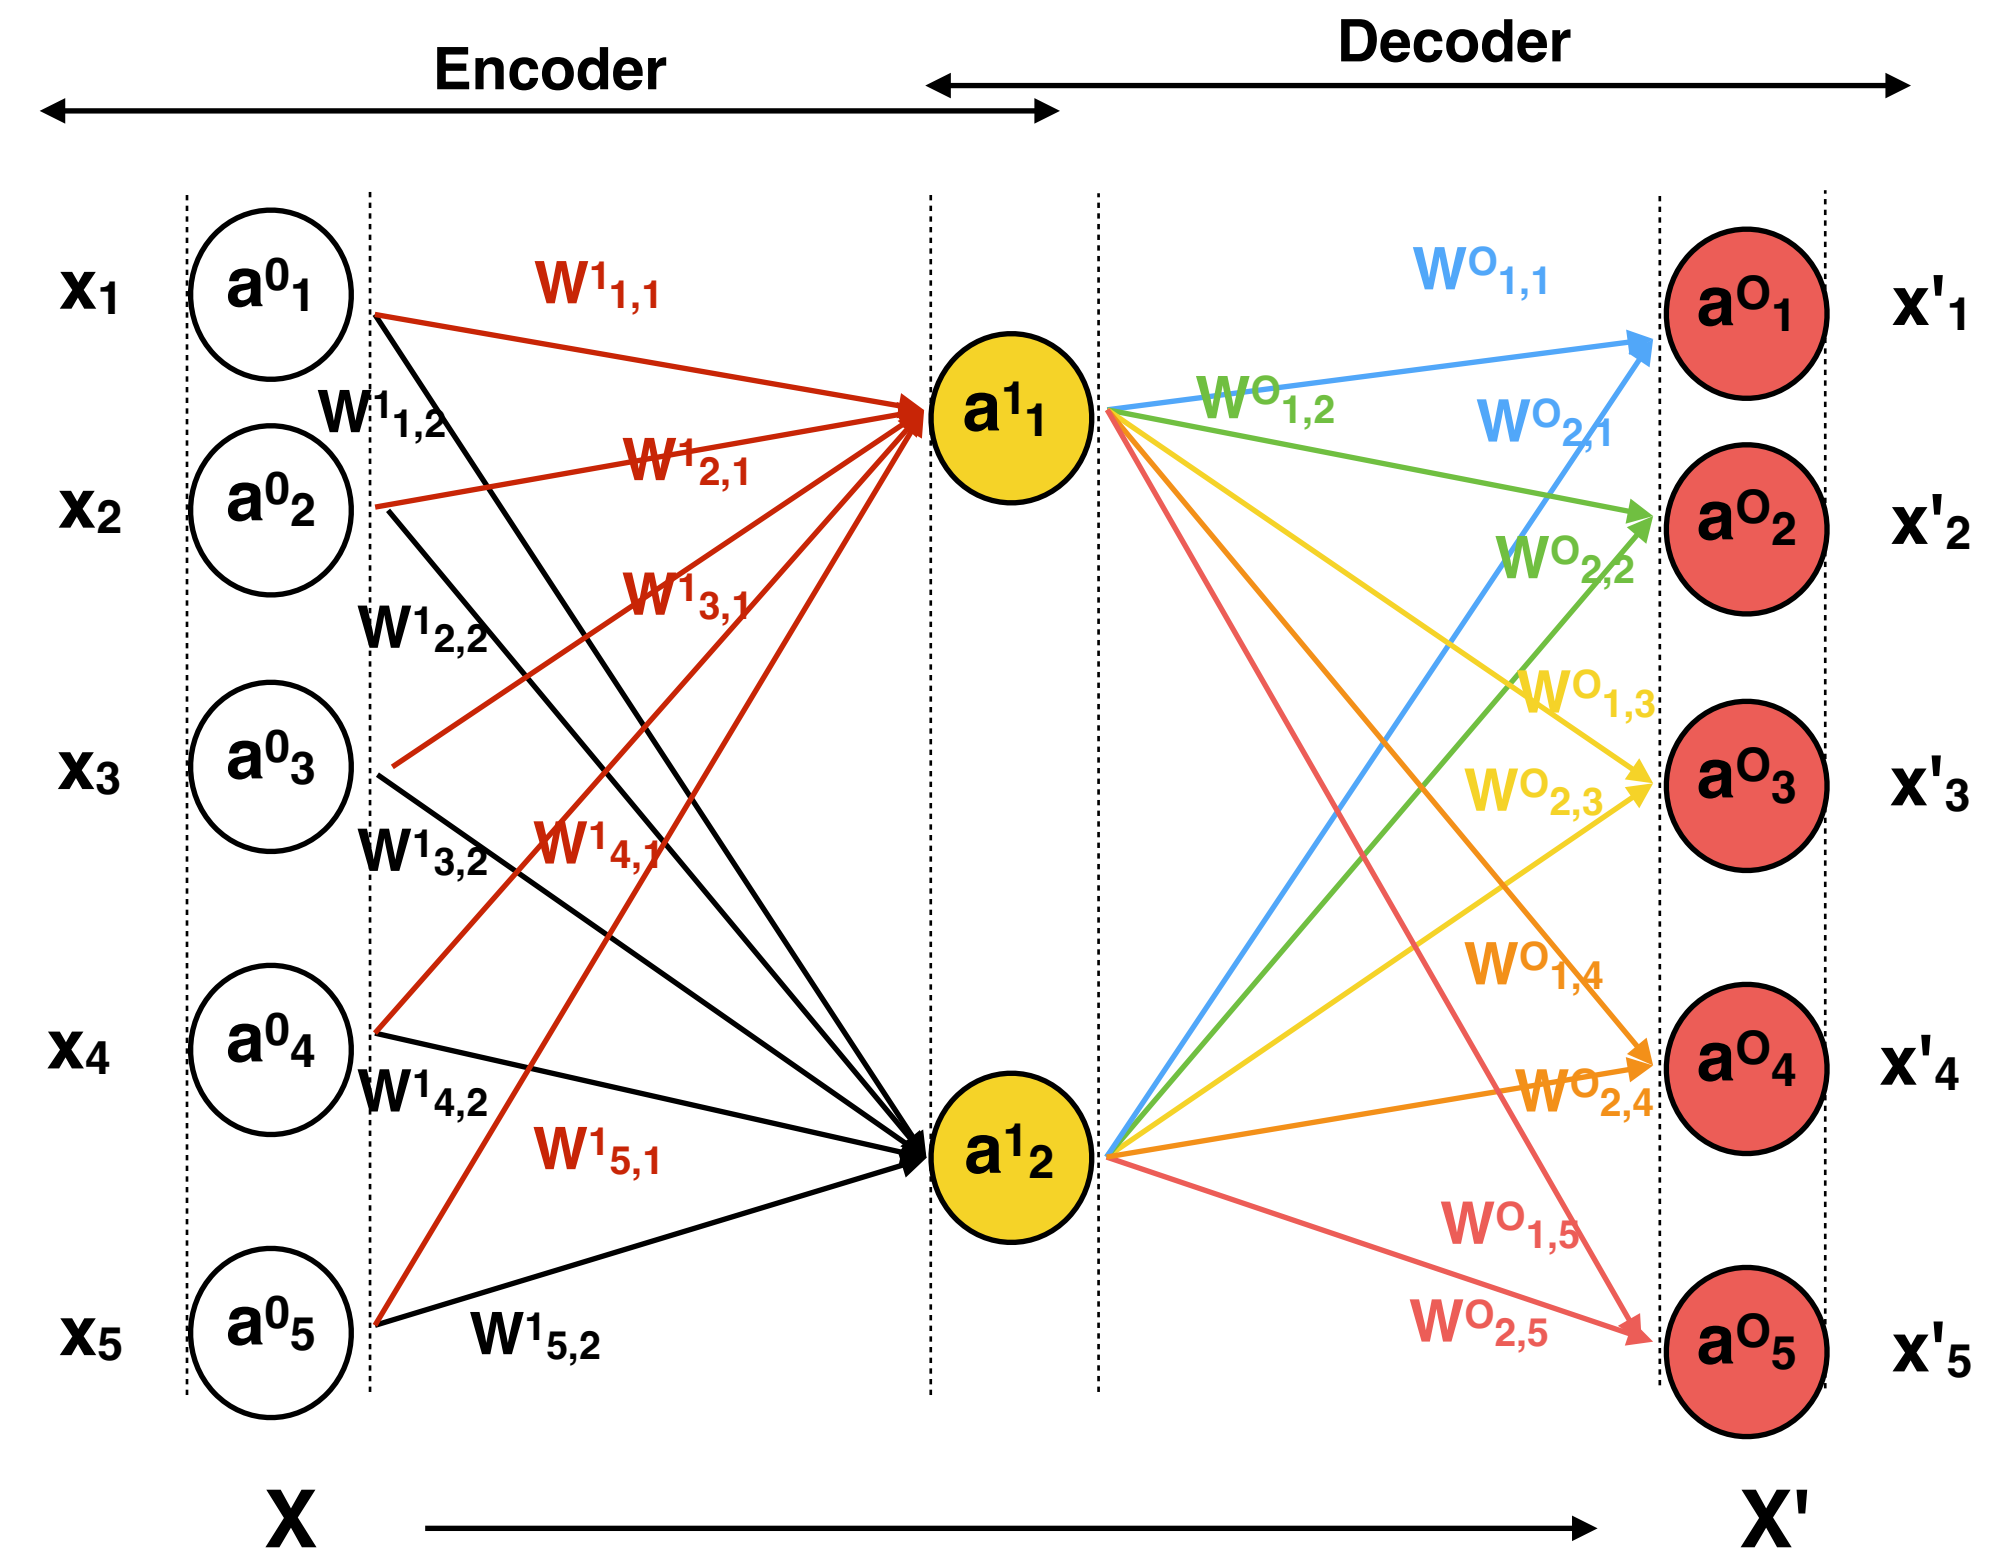 Encoder
Decoder
x₁
a⁰₁
W¹₁,₁
W¹₁,₂
x₂
a⁰₂
W¹₂,₁
W¹₂,₂
x₃
a⁰₃
W¹₃,₁
W¹₃,₂
x₄
a⁰₄
W¹₄,₁
W¹₄,₂
x₅
a⁰₅
W¹₅,₁
W¹₅,₂
a¹₁
a¹₂
Wᴼ₁,₁
Wᴼ₂,₁
Wᴼ₁,₂
Wᴼ₂,₂
Wᴼ₁,₃
Wᴼ₂,₃
Wᴼ₁,₄
Wᴼ₂,₄
Wᴼ₁,₅
Wᴼ₂,₅
aᴼ₁
x'₁
aᴼ₂
x'₂
aᴼ₃
x'₃
aᴼ₄
x'₄
aᴼ₅
x'₅
X
X'